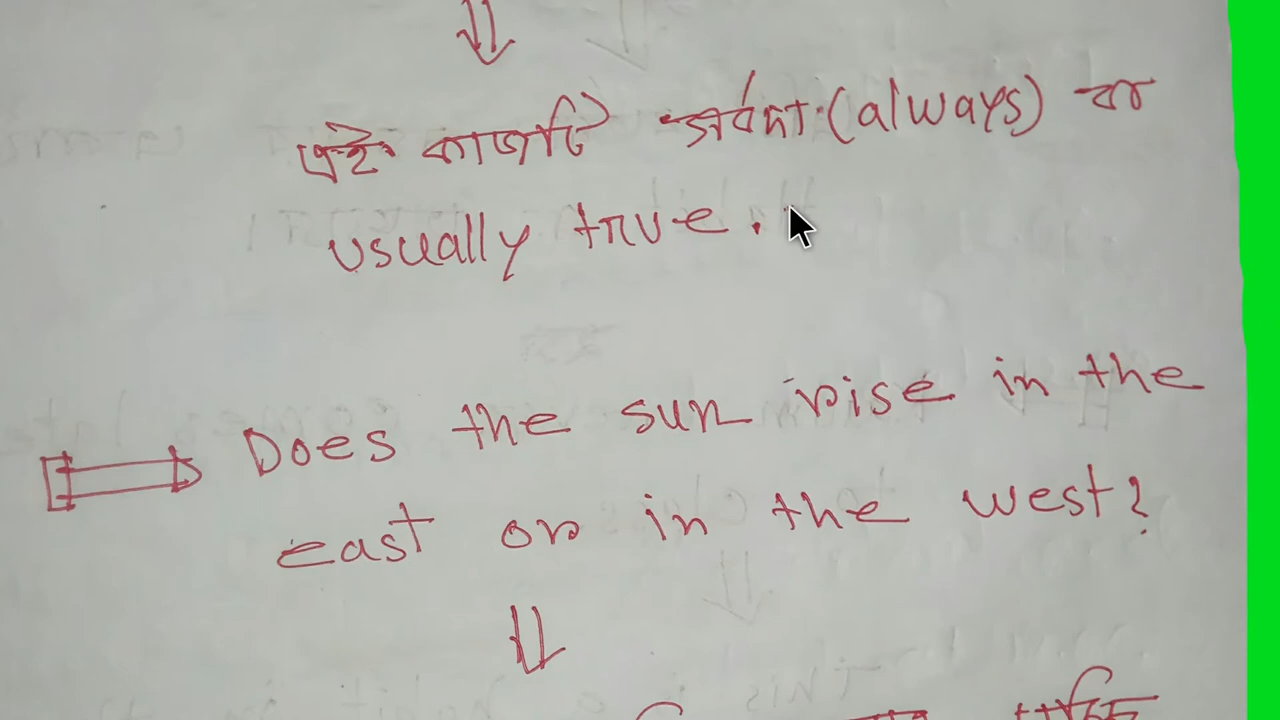 এই কাজটি সর্বদা (always) বা
usually true.
Does the sun rise in the
east or in the west?